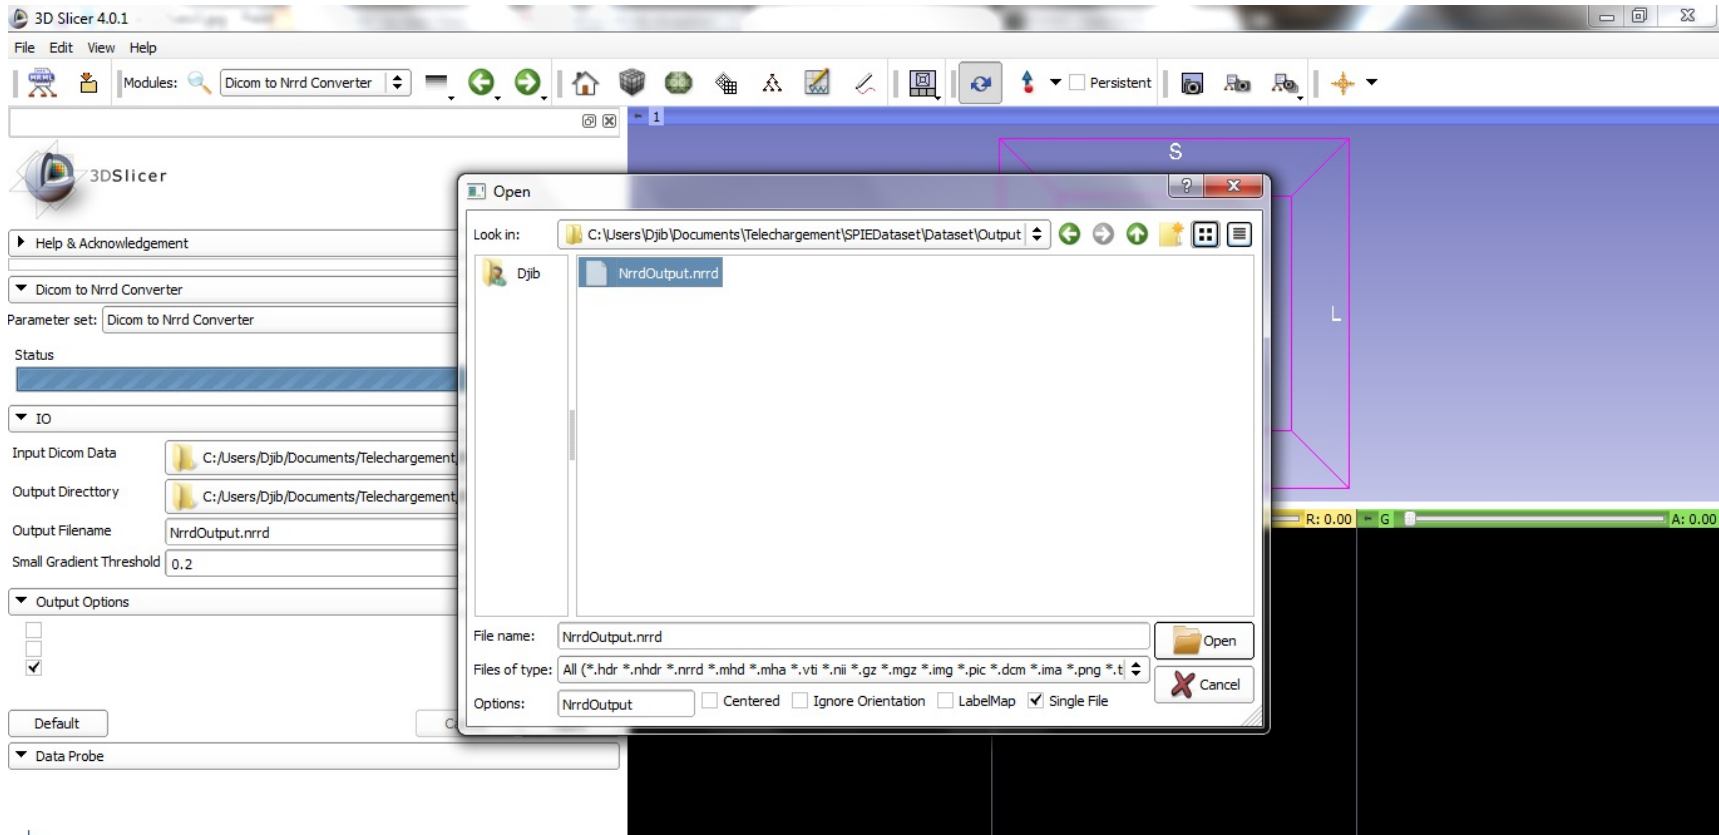 3D Slicer 4.0.1
File Edit View Help
Modules: Dicom to Nrrd Converter Persistent
1
3DSlicer
Help & Acknowledgement
Dicom to Nrrd Converter
Parameter set: Dicom to Nrrd Converter
Status
IO
Input Dicom Data C:/Users/Djib/Documents/Telechargement
Output Directtory C:/Users/Djib/Documents/Telechargement
Output Filename NrrdOutput.nrrd
Small Gradient Threshold 0.2
Output Options
Default
Data Probe
Open
Look in: C:\Users\Djib\Documents\Telechargement\SPIEDataset\Dataset\Output
Djib NrrdOutput.nrrd
File name: NrrdOutput.nrrd Open
Files of type: All (*.hdr *.nhdr *.nrrd *.mhd *.mha *.vti *.nii *.gz *.mgz *.img *.pic *.dcm *.ima *.png *.t
Cancel
Options: NrrdOutput Centered Ignore Orientation LabelMap Single File
S
L
R: 0.00 G A: 0.00